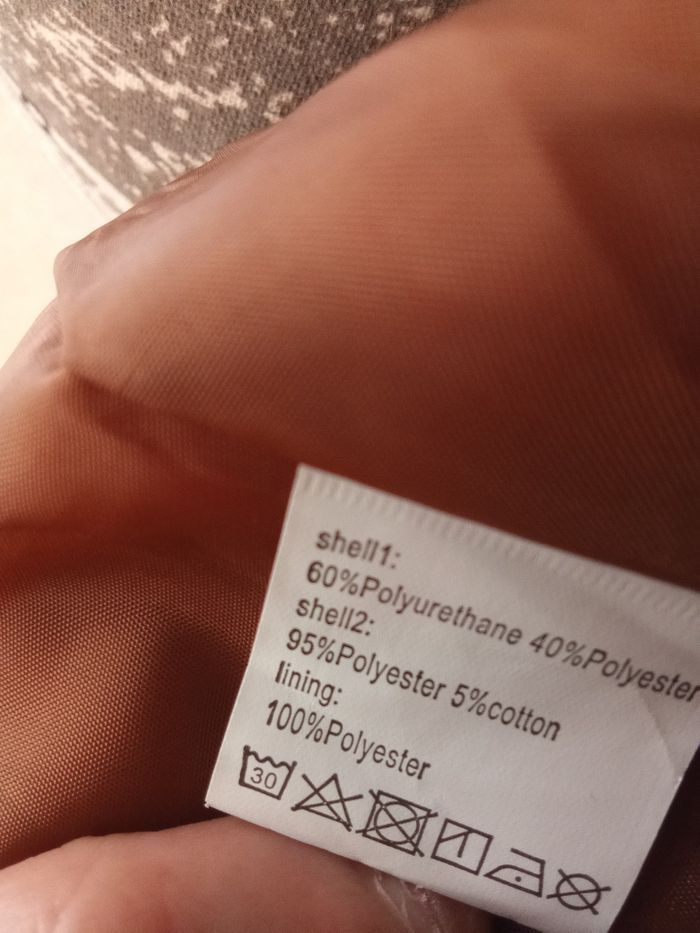 shell1:
60%Polyurethane 40%Polyester
shell2:
95%Polyester 5%cotton
lining:
100%Polyester
30